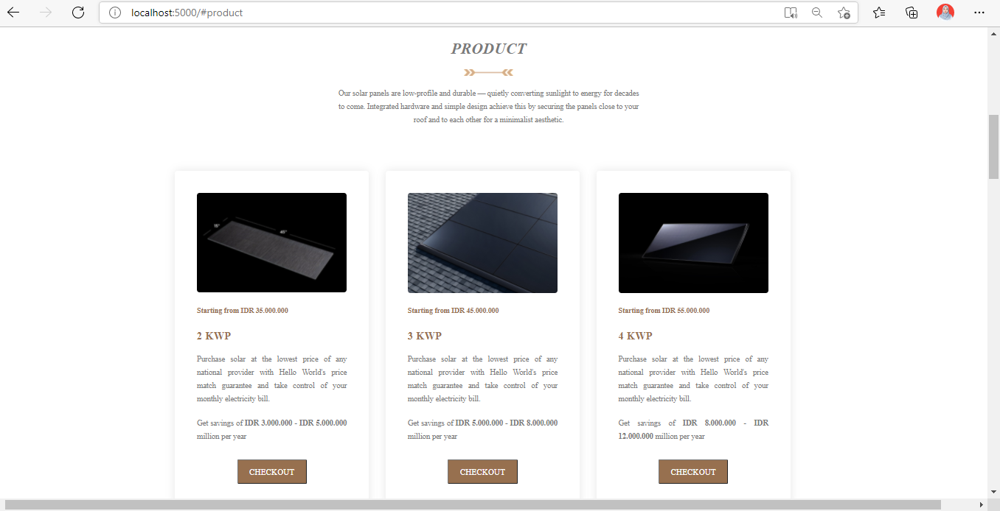 localhost:5000/#product
PRODUCT
Our solar panels are low-profile and durable — quietly converting sunlight to energy for decades
to come. Integrated hardware and simple design achieve this by securing the panels close to your
roof and to each other for a minimalist aesthetic.
15"
45"
Starting from IDR 35.000.000
2 KWP
Purchase solar at the lowest price of any
national provider with Hello World's price
match guarantee and take control of your
monthly electricity bill.
Get savings of IDR 3.000.000 - IDR 5.000.000
million per year
CHECKOUT
Starting from IDR 45.000.000
3 KWP
Purchase solar at the lowest price of any
national provider with Hello World's price
match guarantee and take control of your
monthly electricity bill.
Get savings of IDR 5.000.000 - IDR 8.000.000
million per year
CHECKOUT
Starting from IDR 55.000.000
4 KWP
Purchase solar at the lowest price of any
national provider with Hello World's price
match guarantee and take control of your
monthly electricity bill.
Get savings of IDR 8.000.000 - IDR
12.000.000 million per year
CHECKOUT